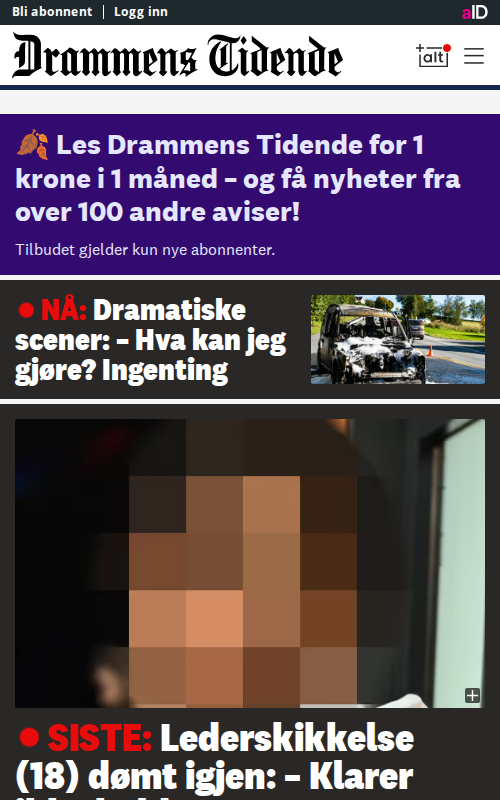 Bli abonnent | Logg inn
aID
Drammens Tidende
+alt
Les Drammens Tidende for 1
krone i 1 måned – og få nyheter fra
over 100 andre aviser!
Tilbudet gjelder kun nye abonnenter.
NÅ: Dramatiske
scener: – Hva kan jeg
gjøre? Ingenting
SISTE: Lederskikkelse
(18) dømt igjen: – Klarer